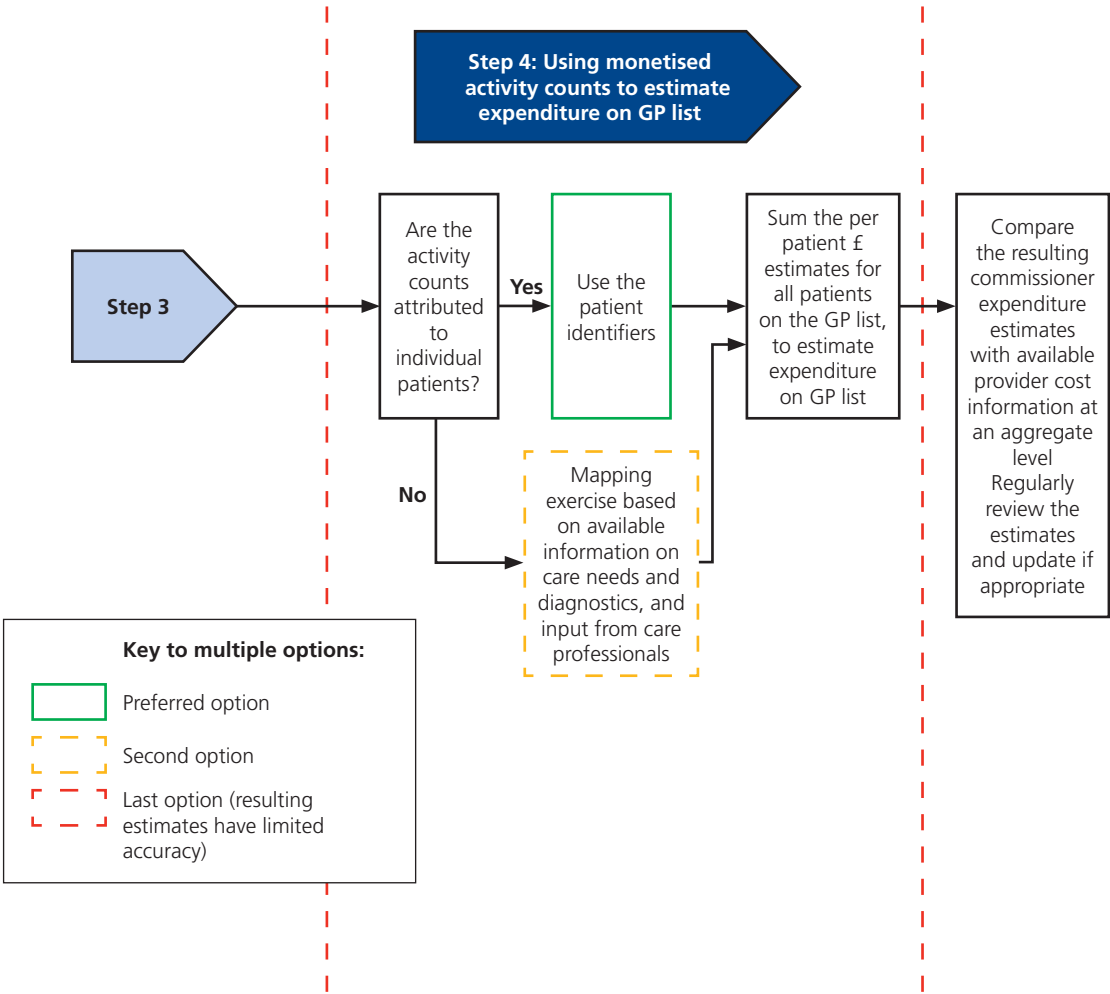 Step 4: Using monetised
activity counts to estimate
expenditure on GP list
Step 3
Are the
activity
counts
attributed
to
individual
patients?
Yes
Use the
patient
identifiers
Sum the per
patient £
estimates for
all patients
on the GP list,
to estimate
expenditure
on GP list
Compare
the resulting
commissioner
expenditure
estimates
with available
provider cost
information at
an aggregate
level
Regularly
review the
estimates
and update if
appropriate
No
Mapping
exercise based
on available
information on
care needs and
diagnostics, and
input from care
professionals
Key to multiple options:
Preferred option
Second option
Last option (resulting
estimates have limited
accuracy)